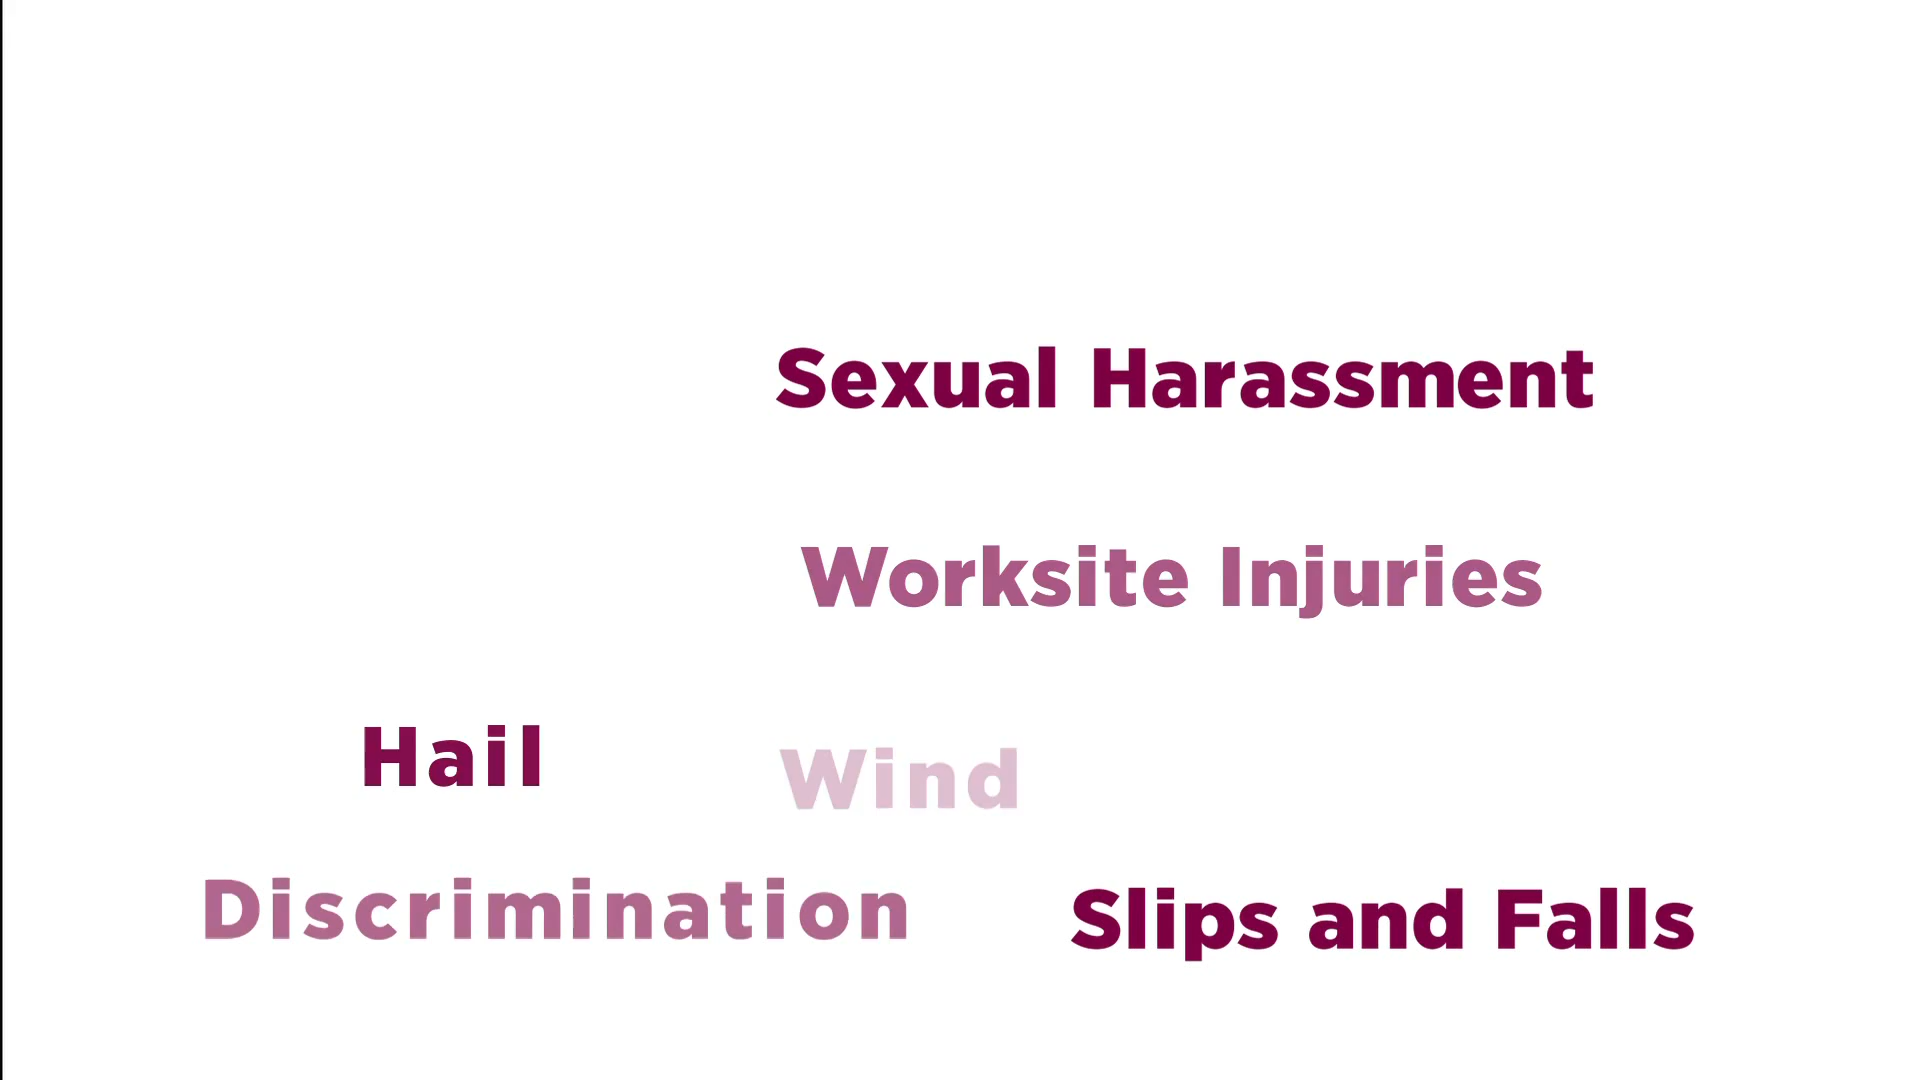 Sexual Harassment
Worksite Injuries
Hail
Wind
Discrimination
Slips and Falls